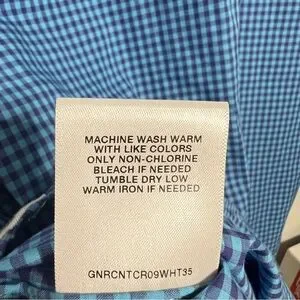 MACHINE WASH WARM
WITH LIKE COLORS
ONLY NON-CHLORINE
BLEACH IF NEEDED
TUMBLE DRY LOW
WARM IRON IF NEEDED
GNRCNTCR09WHT35